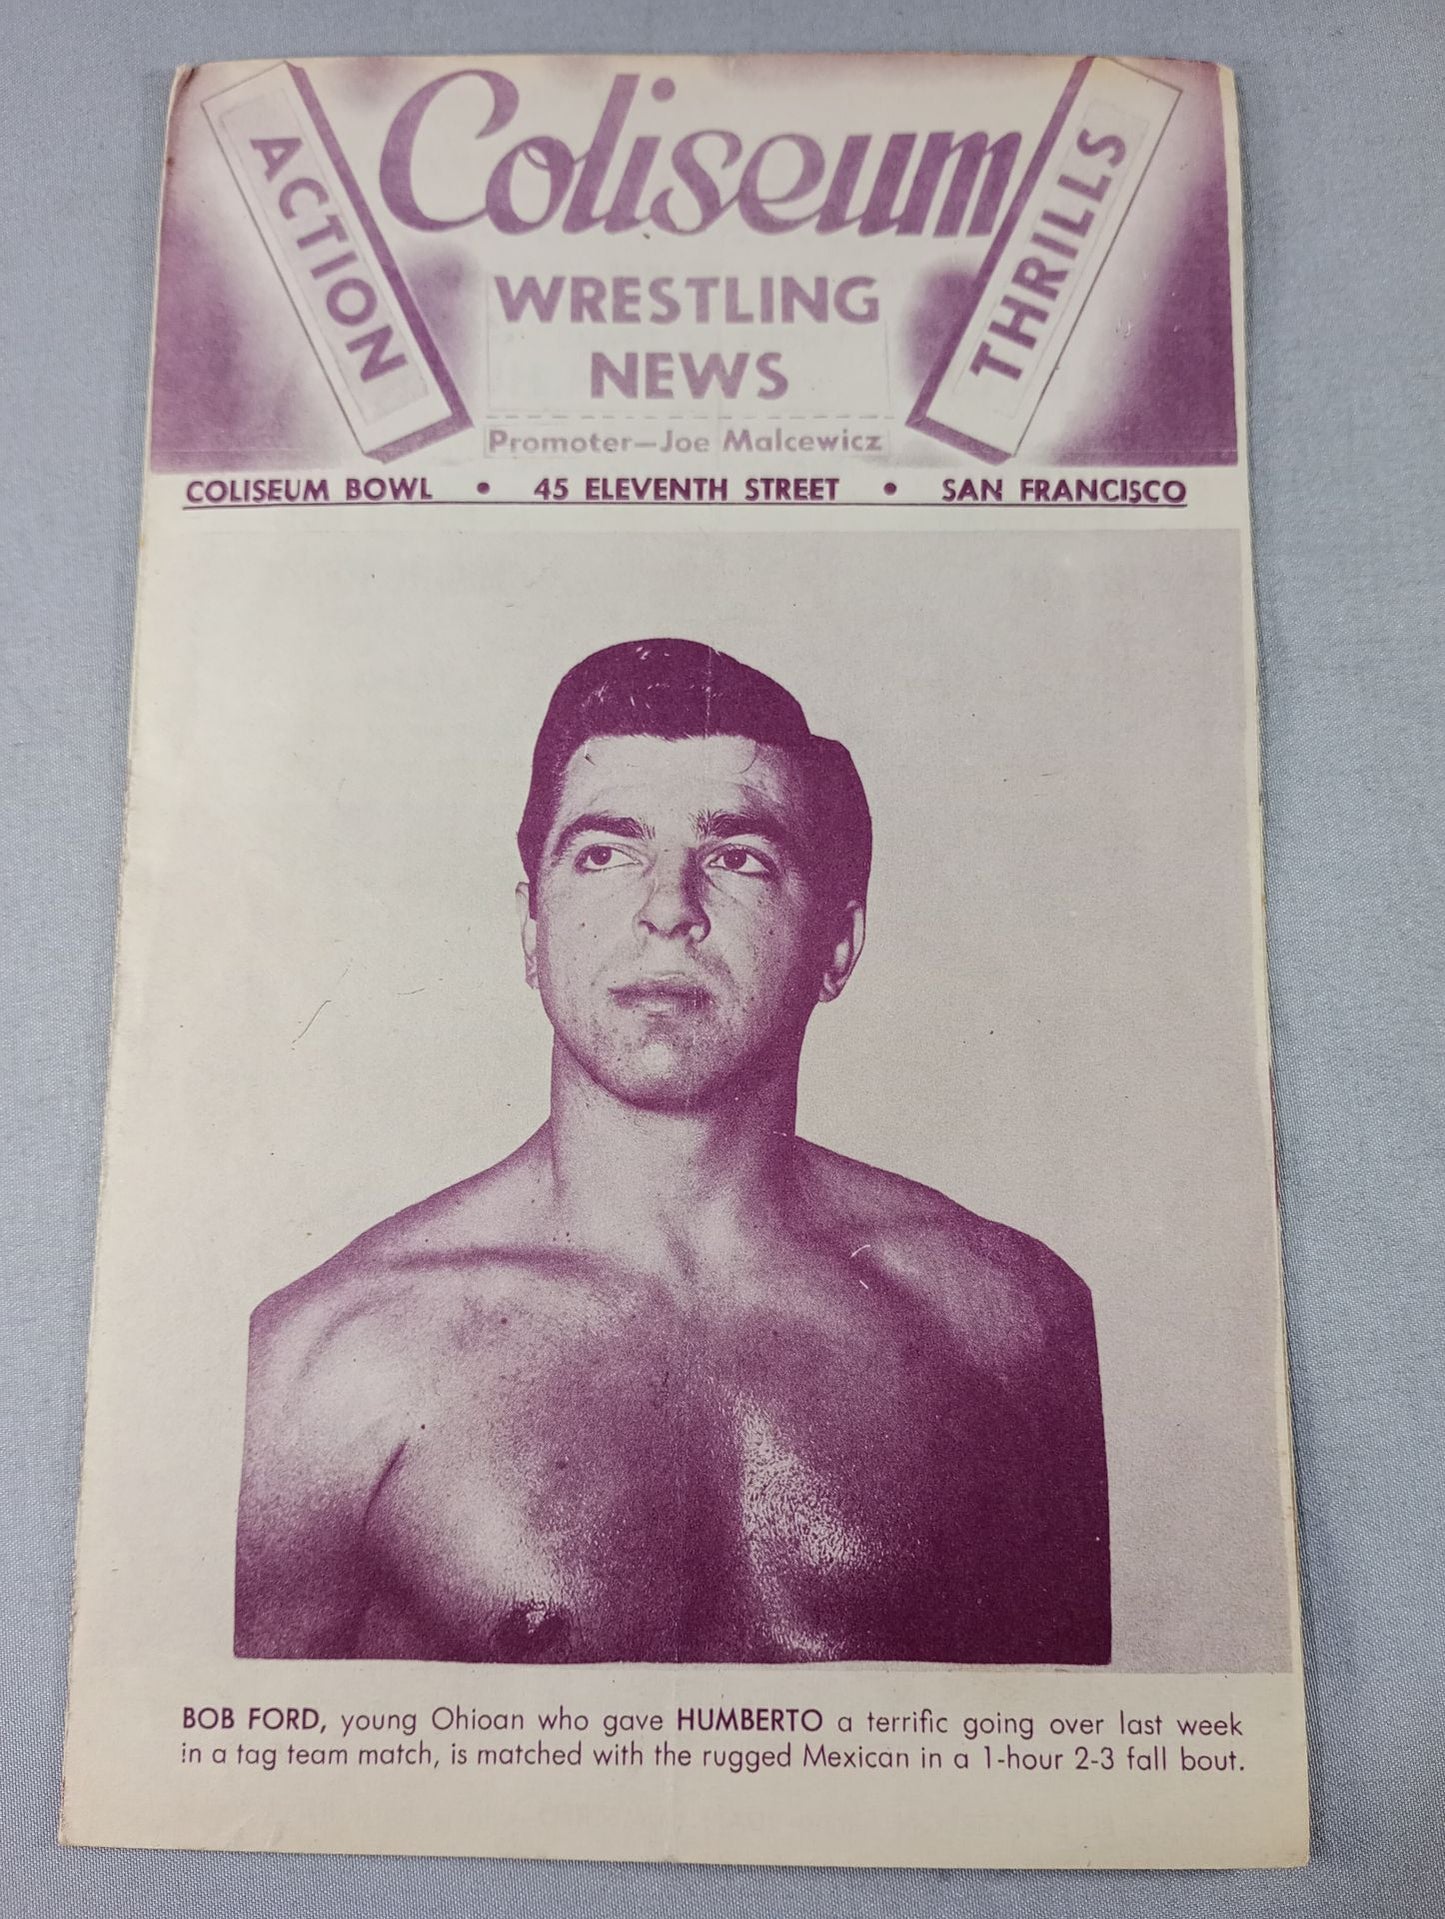 ACTION
Coliseum
THRILLS
WRESTLING
NEWS
Promoter—Joe Malcewicz
COLISEUM BOWL • 45 ELEVENTH STREET • SAN FRANCISCO
BOB FORD, young Ohioan who gave HUMBERTO a terrific going over last week
in a tag team match, is matched with the rugged Mexican in a 1-hour 2-3 fall bout.